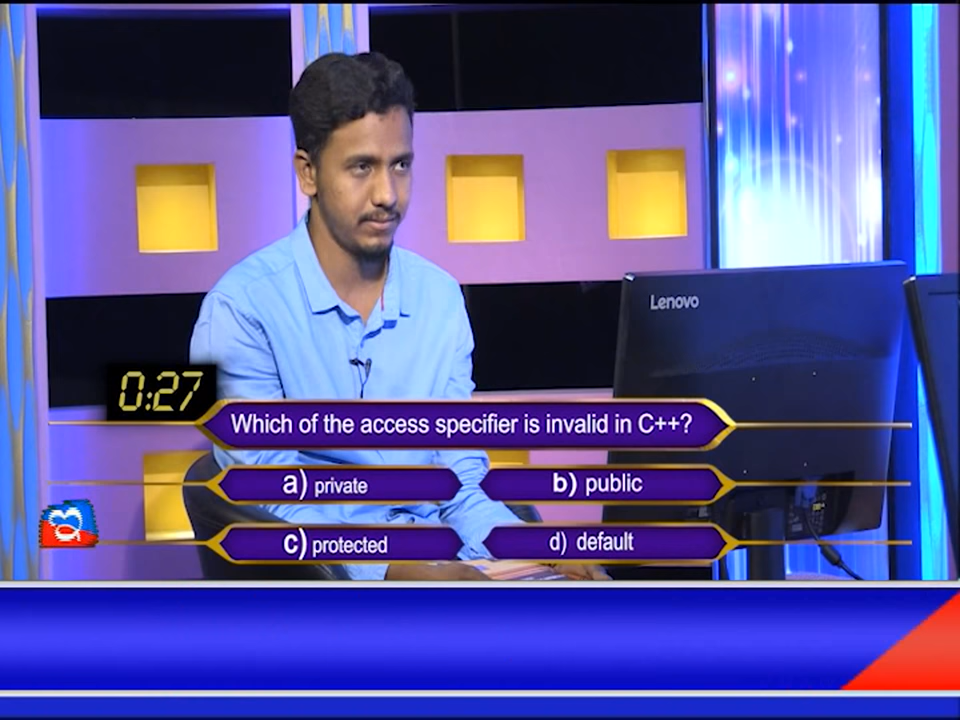 Lenovo
0:27
Which of the access specifier is invalid in C++?
a) private
b) public
c) protected
d) default